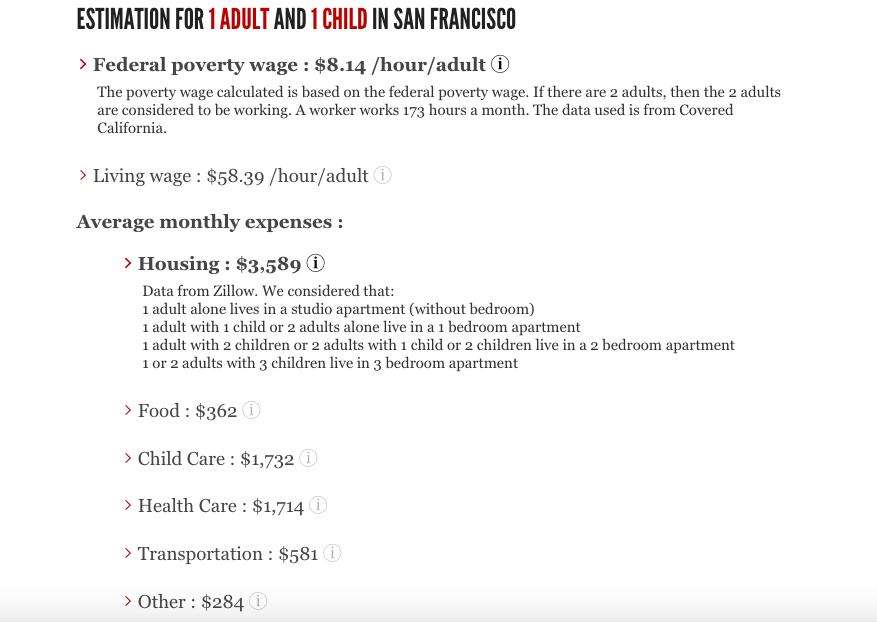 ESTIMATION FOR 1 ADULT AND 1 CHILD IN SAN FRANCISCO
Federal poverty wage : $8.14 /hour/adult
The poverty wage calculated is based on the federal poverty wage. If there are 2 adults, then the 2 adults
are considered to be working. A worker works 173 hours a month. The data used is from Covered
California.
Living wage : $58.39 /hour/adult
Average monthly expenses :
Housing : $3,589
Data from Zillow. We considered that:
1 adult alone lives in a studio apartment (without bedroom)
1 adult with 1 child or 2 adults alone live in a 1 bedroom apartment
1 adult with 2 children or 2 adults with 1 child or 2 children live in a 2 bedroom apartment
1 or 2 adults with 3 children live in 3 bedroom apartment
Food : $362
Child Care : $1,732
Health Care : $1,714
Transportation : $581
Other : $284